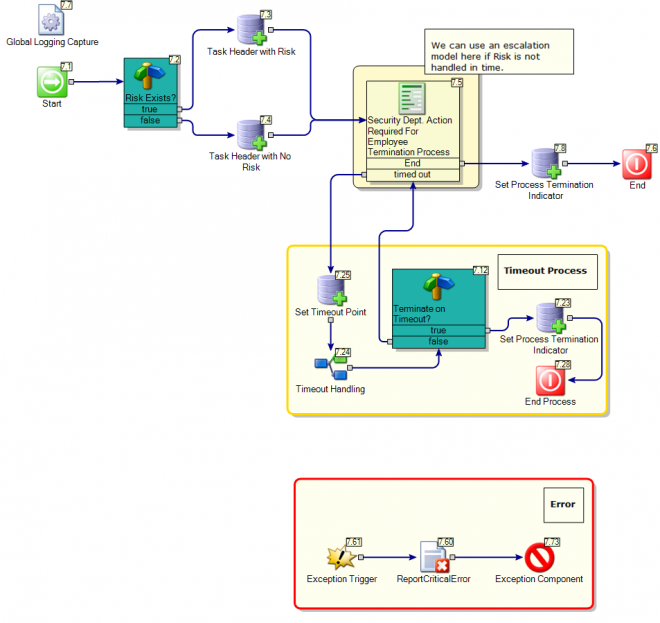 7.7
Global Logging Capture
7.1
Start
7.2
Risk Exists?
true
false
7.3
Task Header with Risk
7.4
Task Header with No
Risk
We can use an escalation
model here if Risk is not
handled in time.
7.5
Security Dept. Action
Required For
Employee
Termination Process
End
timed out
7.8
Set Process Termination
Indicator
7.6
End
Timeout Process
7.25
Set Timeout Point
7.24
Timeout Handling
7.12
Terminate on
Timeout?
true
false
7.23
Set Process Termination
Indicator
7.28
End Process
Error
7.61
Exception Trigger
7.60
ReportCriticalError
7.73
Exception Component